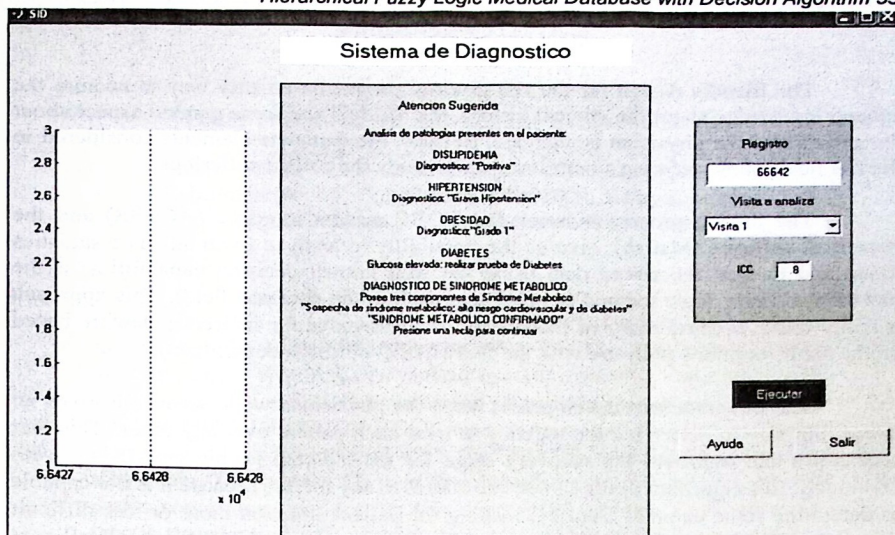 Hierarchical Fuzzy Logic Medical Database with Decision Algorithm
SID
Sistema de Diagnostico
Atencion Sugerida
Analisis de patologias presentes en el paciente:
DISLIPIDEMIA
Diagnostico: "Positiva"
HIPERTENSION
Diagnostica: "Grave Hipertension"
OBESIDAD
Diagnostico:"Grado 1"
DIABETES
Glucosa elevada: realizar prueba de Diabetes
DIAGNOSTICO DE SINDROME METABOLICO
Posee tres componentes de Sindrome Metabolico
"Sospecha de sindrome metabolico; alto riesgo cardiovascular y de diabetes"
"SINDROME METABOLICO CONFIRMADO"
Presione una tecla para continuar
3
2.8
2.6
2.4
2.2
2
1.8
1.6
1.4
1.2
1
6.6427
6.6428
6.6428
x 10⁴
Registro
66642
Visita a analiza
Visita 1
ICC
.8
Ejecutar
Ayuda
Salir